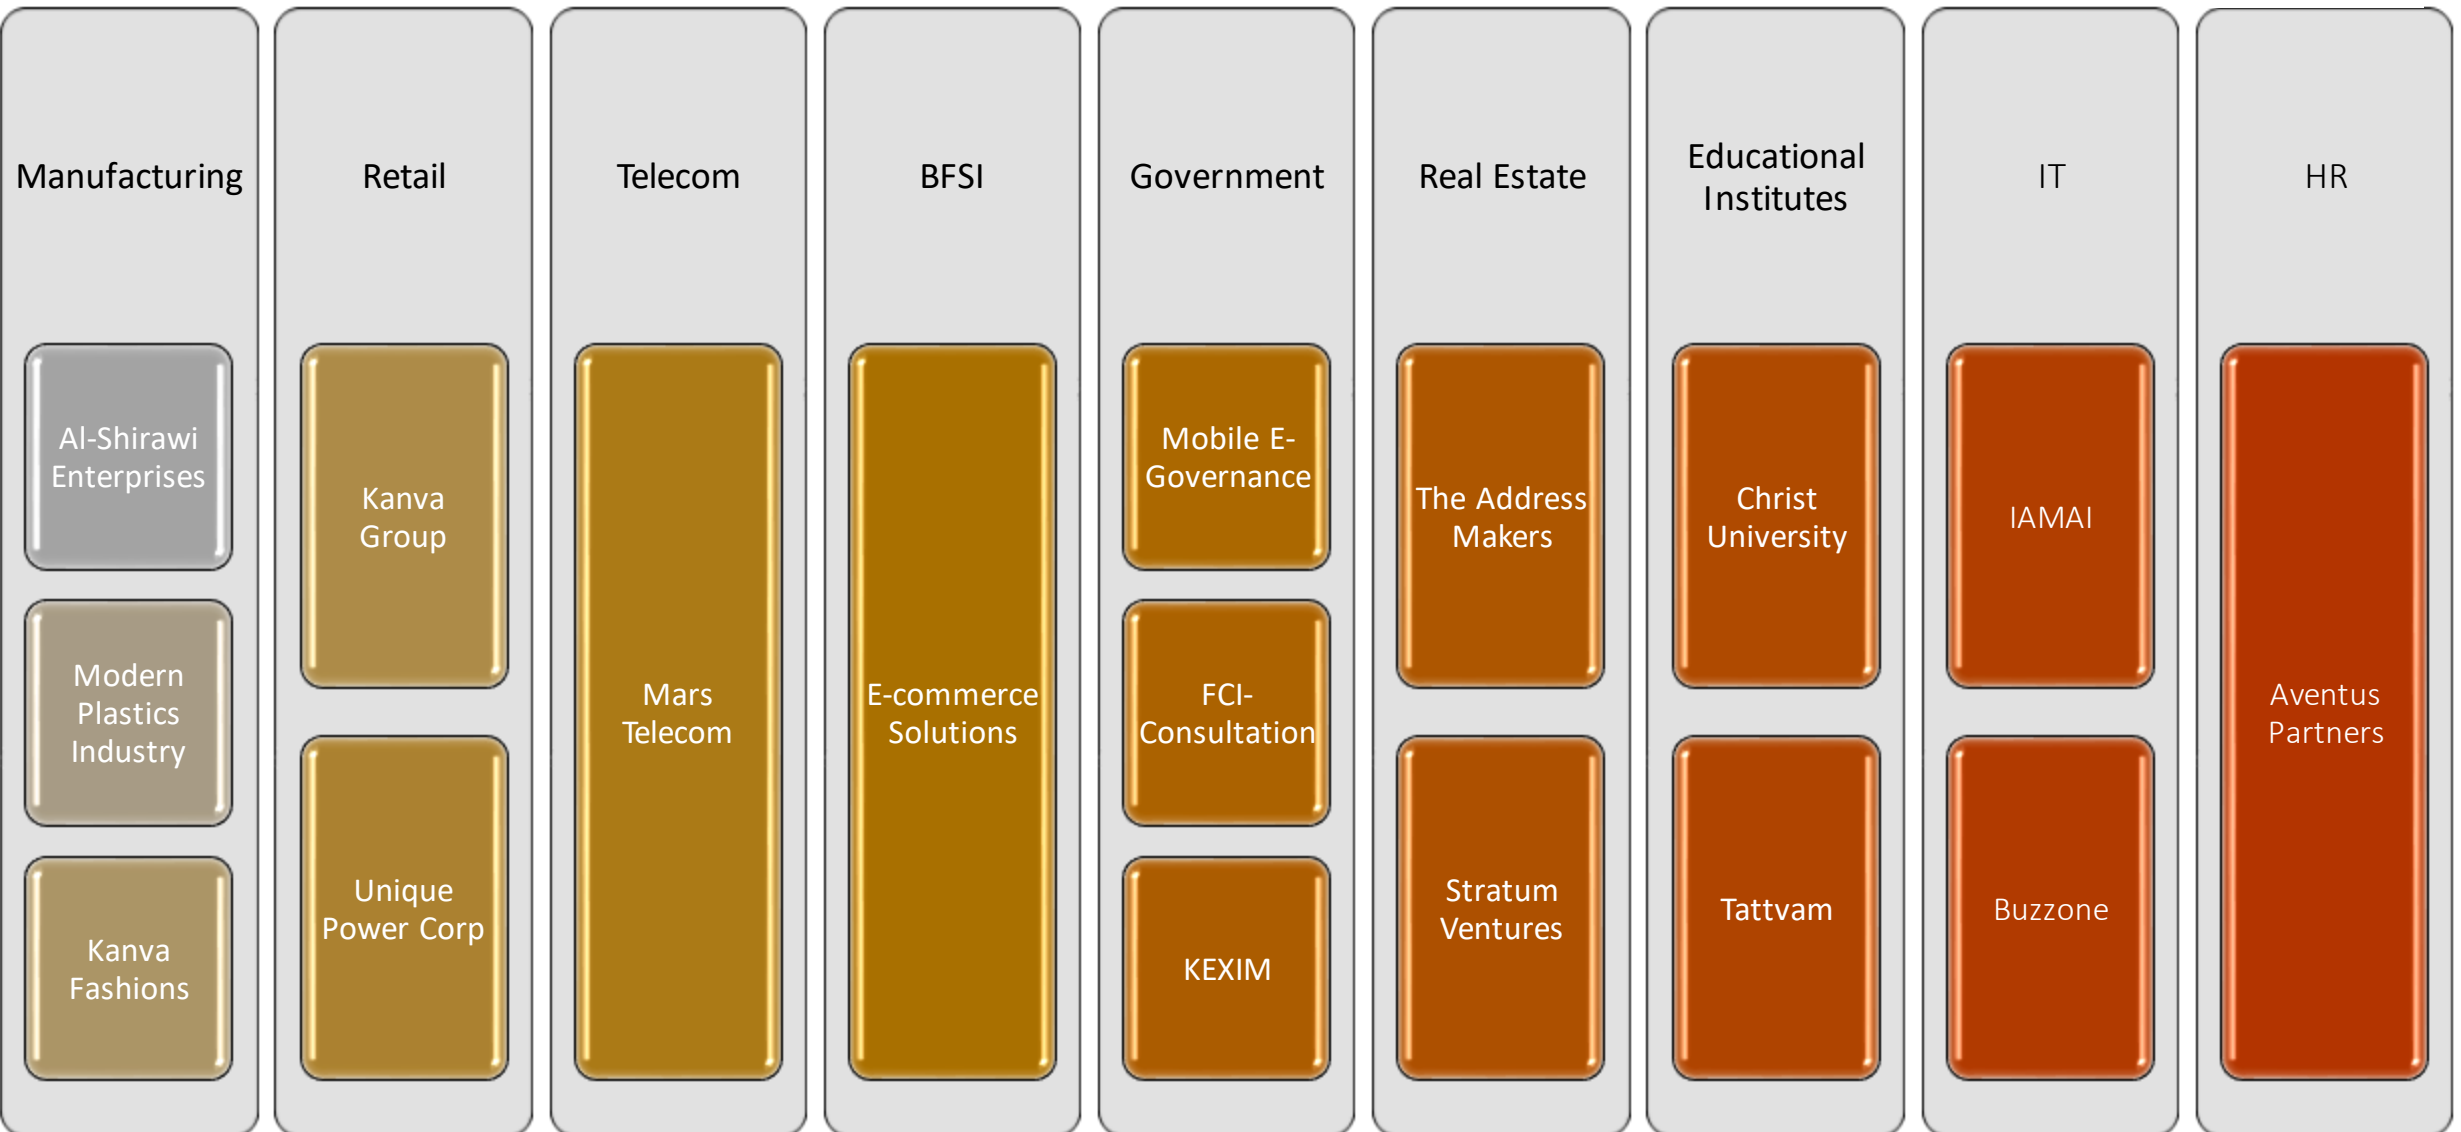 Manufacturing
Al-Shirawi
Enterprises
Modern
Plastics
Industry
Kanva
Fashions
Retail
Kanva
Group
Unique
Power Corp
Telecom
Mars
Telecom
BFSI
E-commerce
Solutions
Government
Mobile E-
Governance
FCI-
Consultation
KEXIM
Real Estate
The Address
Makers
Stratum
Ventures
Educational
Institutes
Christ
University
Tattvam
IT
IAMAI
Buzzone
HR
Aventus
Partners